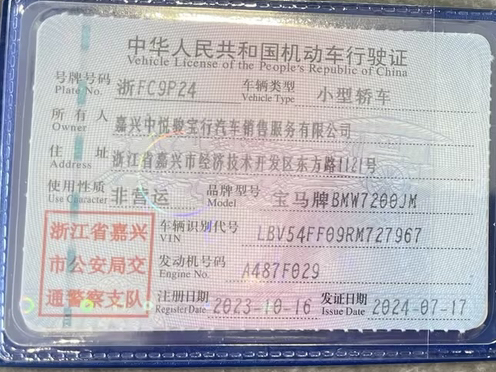 中华人民共和国机动车行驶证
Vehicle License of the People's Republic of China
号牌号码 浙FC9P24 车辆类型 小型轿车
Plate No. Vehicle Type
所有人 嘉兴中悦骏宝行汽车销售服务有限公司
Owner
住址 浙江省嘉兴市经济技术开发区东方路1121号
Address
使用性质 非营运 品牌型号 宝马牌BMW7200JM
Use Character Model
浙江省嘉兴
市公安局交
通警察支队
车辆识别代号 LBV54FF09RM727967
VIN
发动机号码 A487F029
Engine No.
注册日期 2023-10-16 发证日期 2024-07-17
Register Date Issue Date